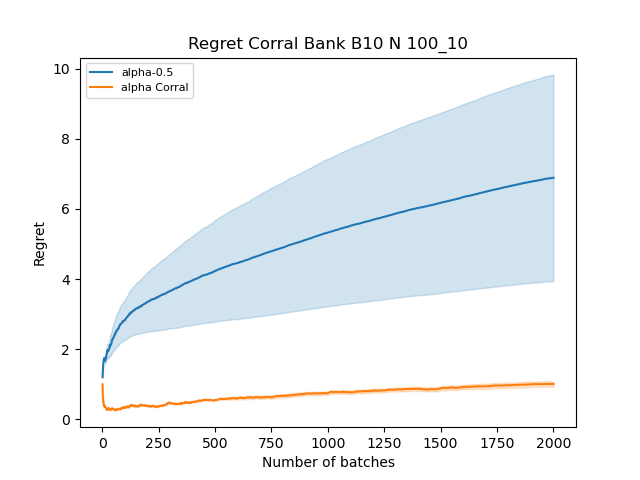 Regret Corral Bank B10 N 100_10
alpha-0.5
alpha Corral
Regret
10
8
6
4
2
0
0 250 500 750 1000 1250 1500 1750 2000
Number of batches